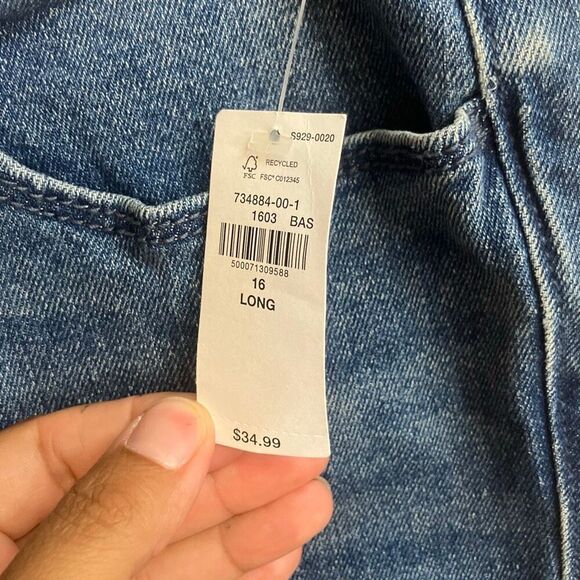 S929-0020
RECYCLED
FSC FSC® C012345
734884-00-1
1603 BAS
500071309588
16
LONG
$34.99